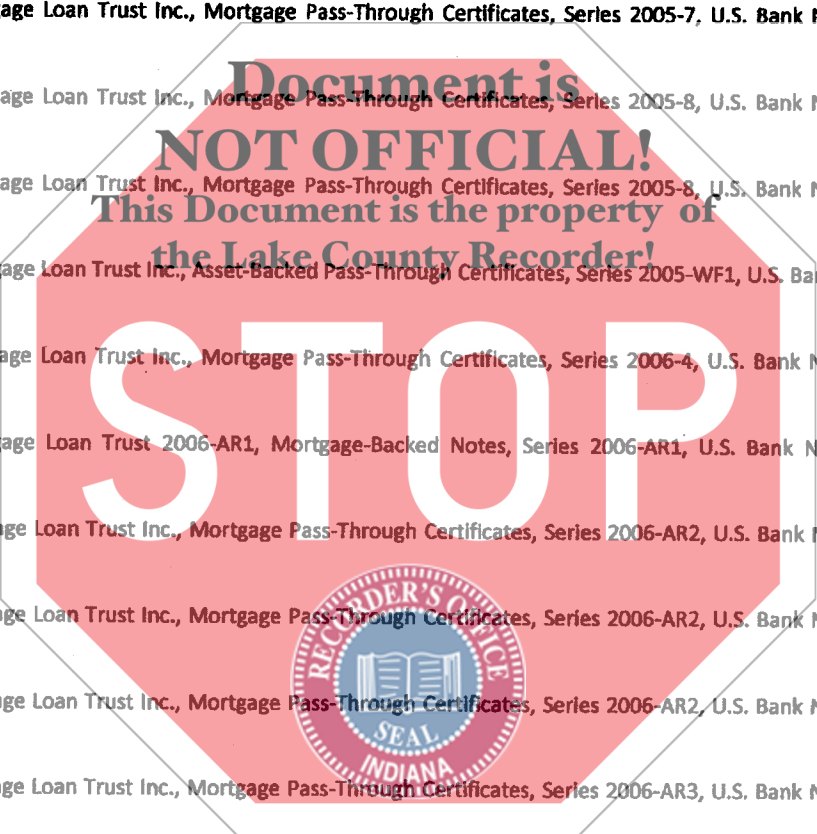 age Loan Trust Inc., Mortgage Pass-Through Certificates, Series 2005-7, U.S. Bank
Document is
age Loan Trust Inc., Mortgage Pass-Through Certificates, Series 2005-8, U.S. Bank
NOT OFFICIAL!
age Loan Trust Inc., Mortgage Pass-Through Certificates, Series 2005-8, U.S. Bank
This Document is the property of
the Lake County Recorder!
age Loan Trust Inc., Asset-Backed Pass-Through Certificates, Series 2005-WF1, U.S. Ba
STOP
age Loan Trust Inc., Mortgage Pass-Through Certificates, Series 2006-4, U.S. Bank
age Loan Trust 2006-AR1, Mortgage-Backed Notes, Series 2006-AR1, U.S. Bank N
ge Loan Trust Inc., Mortgage Pass-Through Certificates, Series 2006-AR2, U.S. Bank
RECORDER'S OFFICE
ge Loan Trust Inc., Mortgage Pass-Through Certificates, Series 2006-AR2, U.S. Bank
ge Loan Trust Inc., Mortgage Pass-Through Certificates, Series 2006-AR2, U.S. Bank
SEAL
INDIANA
ge Loan Trust Inc., Mortgage Pass-Through Certificates, Series 2006-AR3, U.S. Bank